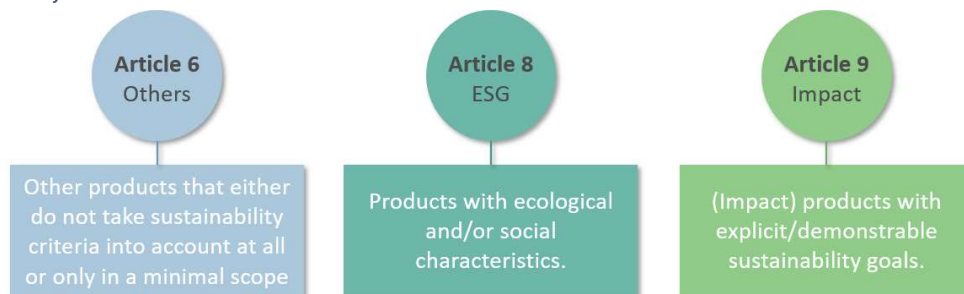 Article 6
Others
Article 8
ESG
Article 9
Impact
Other products that either
do not take sustainability
criteria into account at all
or only in a minimal scope
Products with ecological
and/or social
characteristics.
(Impact) products with
explicit/demonstrable
sustainability goals.